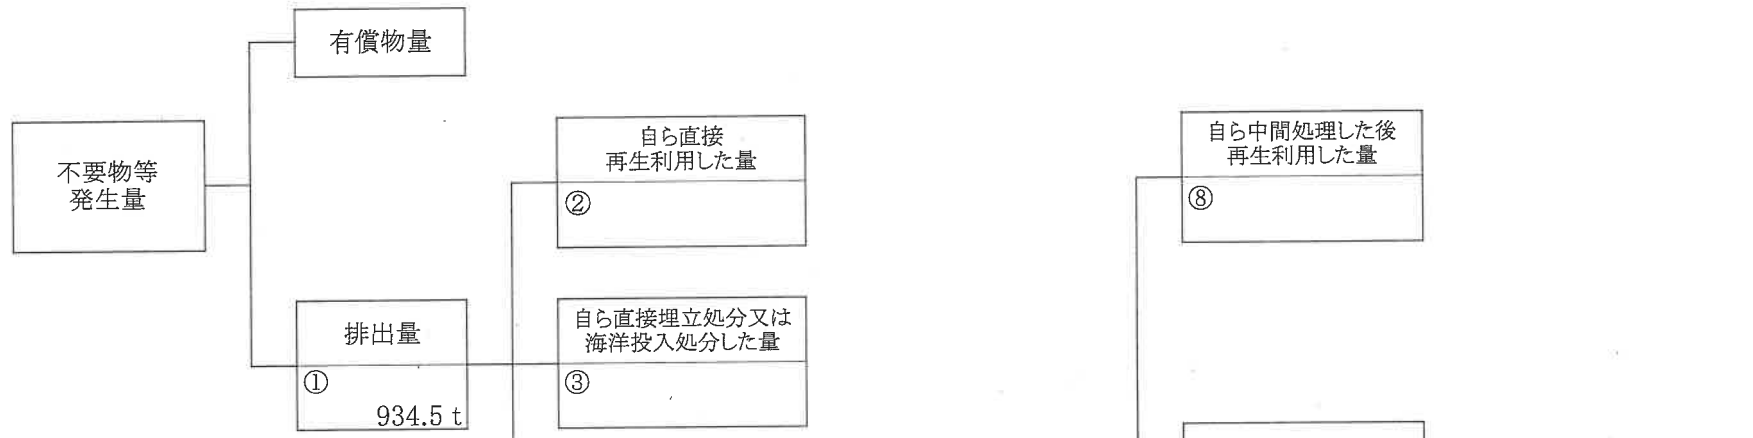 有償物量
不要物等
発生量
自ら直接
再生利用した量
②
自ら中間処理した後
再生利用した量
⑧
排出量
①
934.5 t
自ら直接埋立処分又は
海洋投入処分した量
③